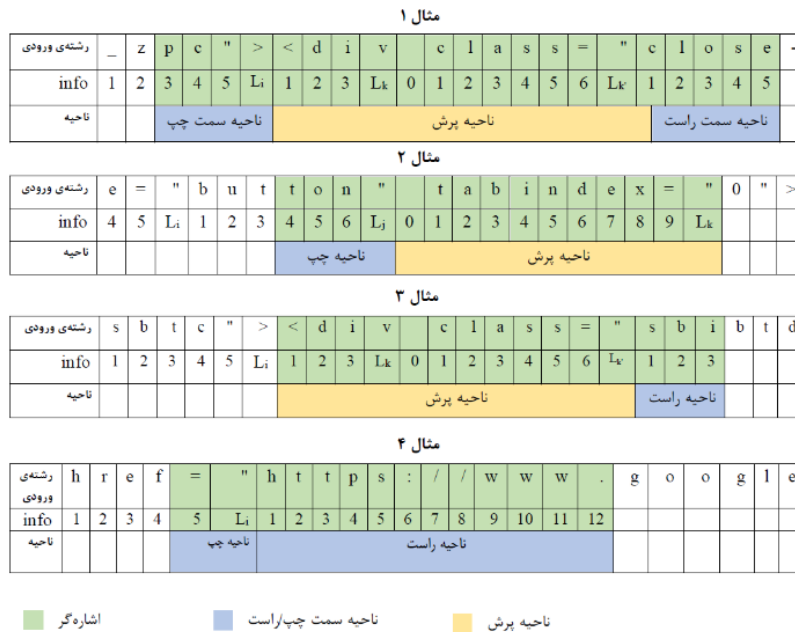 مثال ۱
رشته‌ی ورودی _ z p c " > < d i v c l a s s = " c l o s e -
info 1 2 3 4 5 Li 1 2 3 Lk 0 1 2 3 4 5 6 Lk' 1 2 3 4 5
ناحیه ناحیه سمت چپ ناحیه پرش ناحیه سمت راست
مثال ۲
رشته‌ی ورودی e = " b u t t o n " t a b i n d e x = " 0 " >
info 4 5 Li 1 2 3 4 5 6 Lj 0 1 2 3 4 5 6 7 8 9 Lk
ناحیه ناحیه چپ ناحیه پرش
مثال ۳
رشته‌ی ورودی s b t c " > < d i v c l a s s = " s b i b t d
info 1 2 3 4 5 Li 1 2 3 Lk 0 1 2 3 4 5 6 Lk' 1 2 3
ناحیه ناحیه پرش ناحیه راست
مثال ۴
رشته‌ی ورودی h r e f = " h t t p s : / / w w w . g o o g l e
info 1 2 3 4 5 Li 1 2 3 4 5 6 7 8 9 10 11 12
ناحیه ناحیه چپ ناحیه راست
اشاره‌گر ناحیه سمت چپ/راست ناحیه پرش